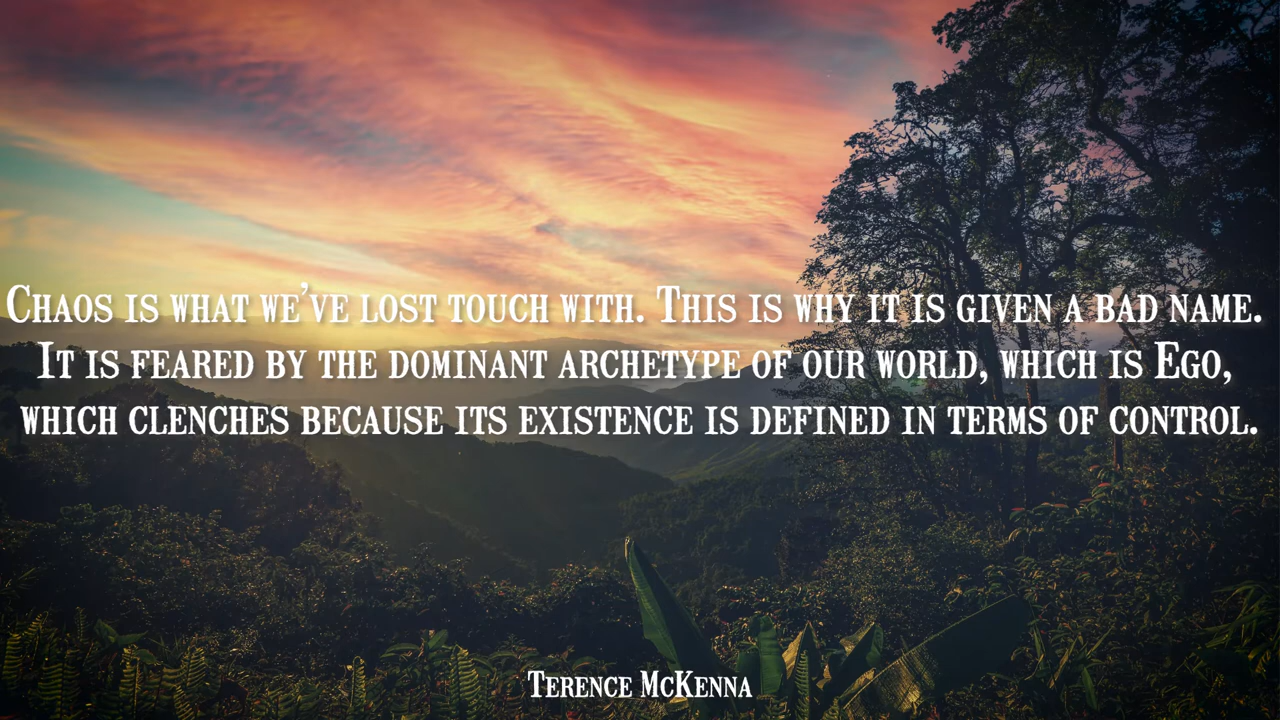 Chaos is what we've lost touch with. This is why it is given a bad name.
It is feared by the dominant archetype of our world, which is Ego,
which clenches because its existence is defined in terms of control.
Terence McKenna